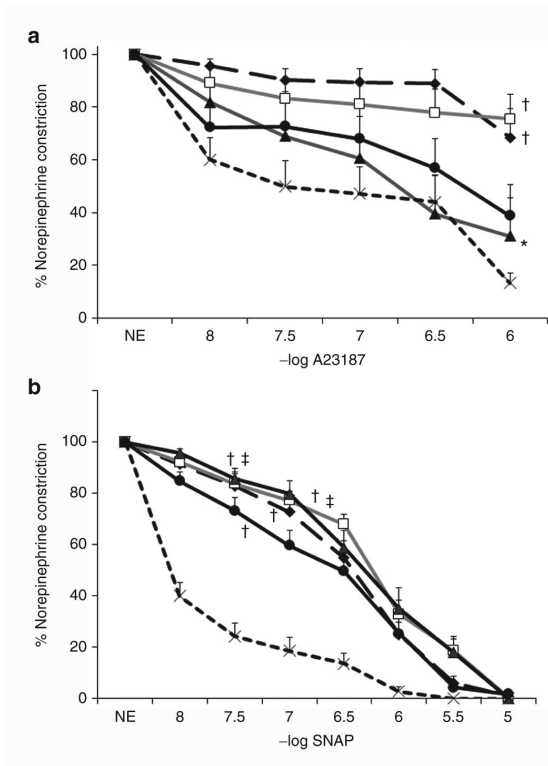 a
100
80
60
40
20
0
% Norepinephrine constriction
†
†
*
NE 8 7.5 7 6.5 6
–log A23187
b
100
80
60
40
20
0
% Norepinephrine constriction
† ‡
† ‡
†
†
NE 8 7.5 7 6.5 6 5.5 5
–log SNAP